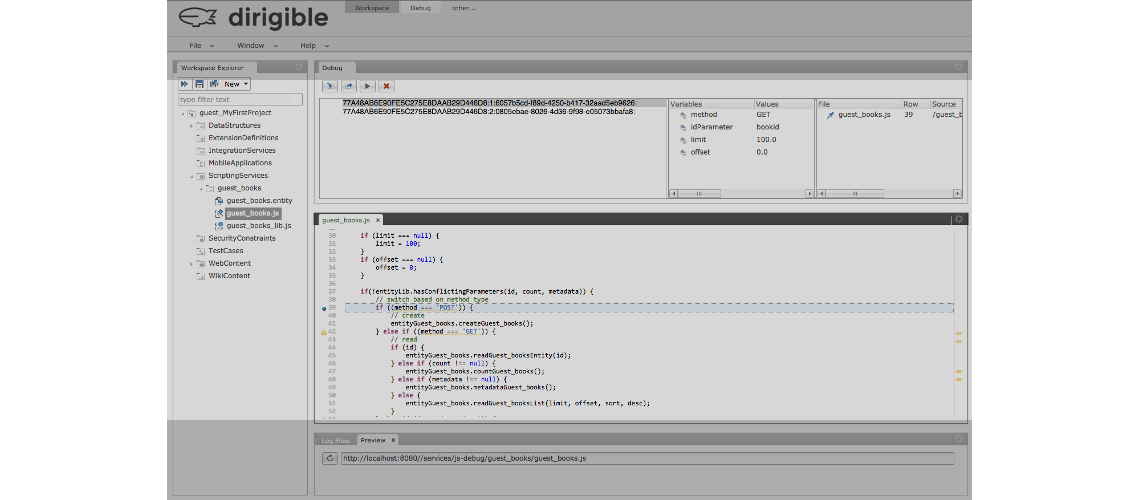 dirigible
Workspace Debug other...
File Window Help
Workspace Explorer
New
type filter text
guest_MyFirstProject
DataStructures
ExtensionDefinitions
IntegrationServices
MobileApplications
ScriptingServices
guest_books
guest_books.entity
guest_books.js
guest_books_lib.js
SecurityConstraints
TestCases
WebContent
WikiContent
Debug
77A48AB6E90FE5C275E8DAAB29D446D8:1:6057b5cd-f89d-4250-b417-32aad5eb9626:
77A48AB6E90FE5C275E8DAAB29D446D8:2:0805ebae-8026-4d36-9f98-e05073bbafa8:
Variables Values
method GET
idParameter bookid
limit 100.0
offset 0.0
File Row Source
guest_books.js 39 /guest_b
guest_books.js
30 if (limit === null) {
31 limit = 100;
32 }
33 if (offset === null) {
34 offset = 0;
35 }
36
37 if(!entityLib.hasConflictingParameters(id, count, metadata)) {
38 // switch based on method type
39 if ((method === 'POST')) {
40 // create
41 entityGuest_books.createGuest_books();
42 } else if ((method === 'GET')) {
43 // read
44 if (id) {
45 entityGuest_books.readGuest_booksEntity(id);
46 } else if (count !== null) {
47 entityGuest_books.countGuest_books();
48 } else if (metadata !== null) {
49 entityGuest_books.metadataGuest_books();
50 } else {
51 entityGuest_books.readGuest_booksList(limit, offset, sort, desc);
52 }
Log Files Preview
http://localhost:8080//services/js-debug/guest_books/guest_books.js